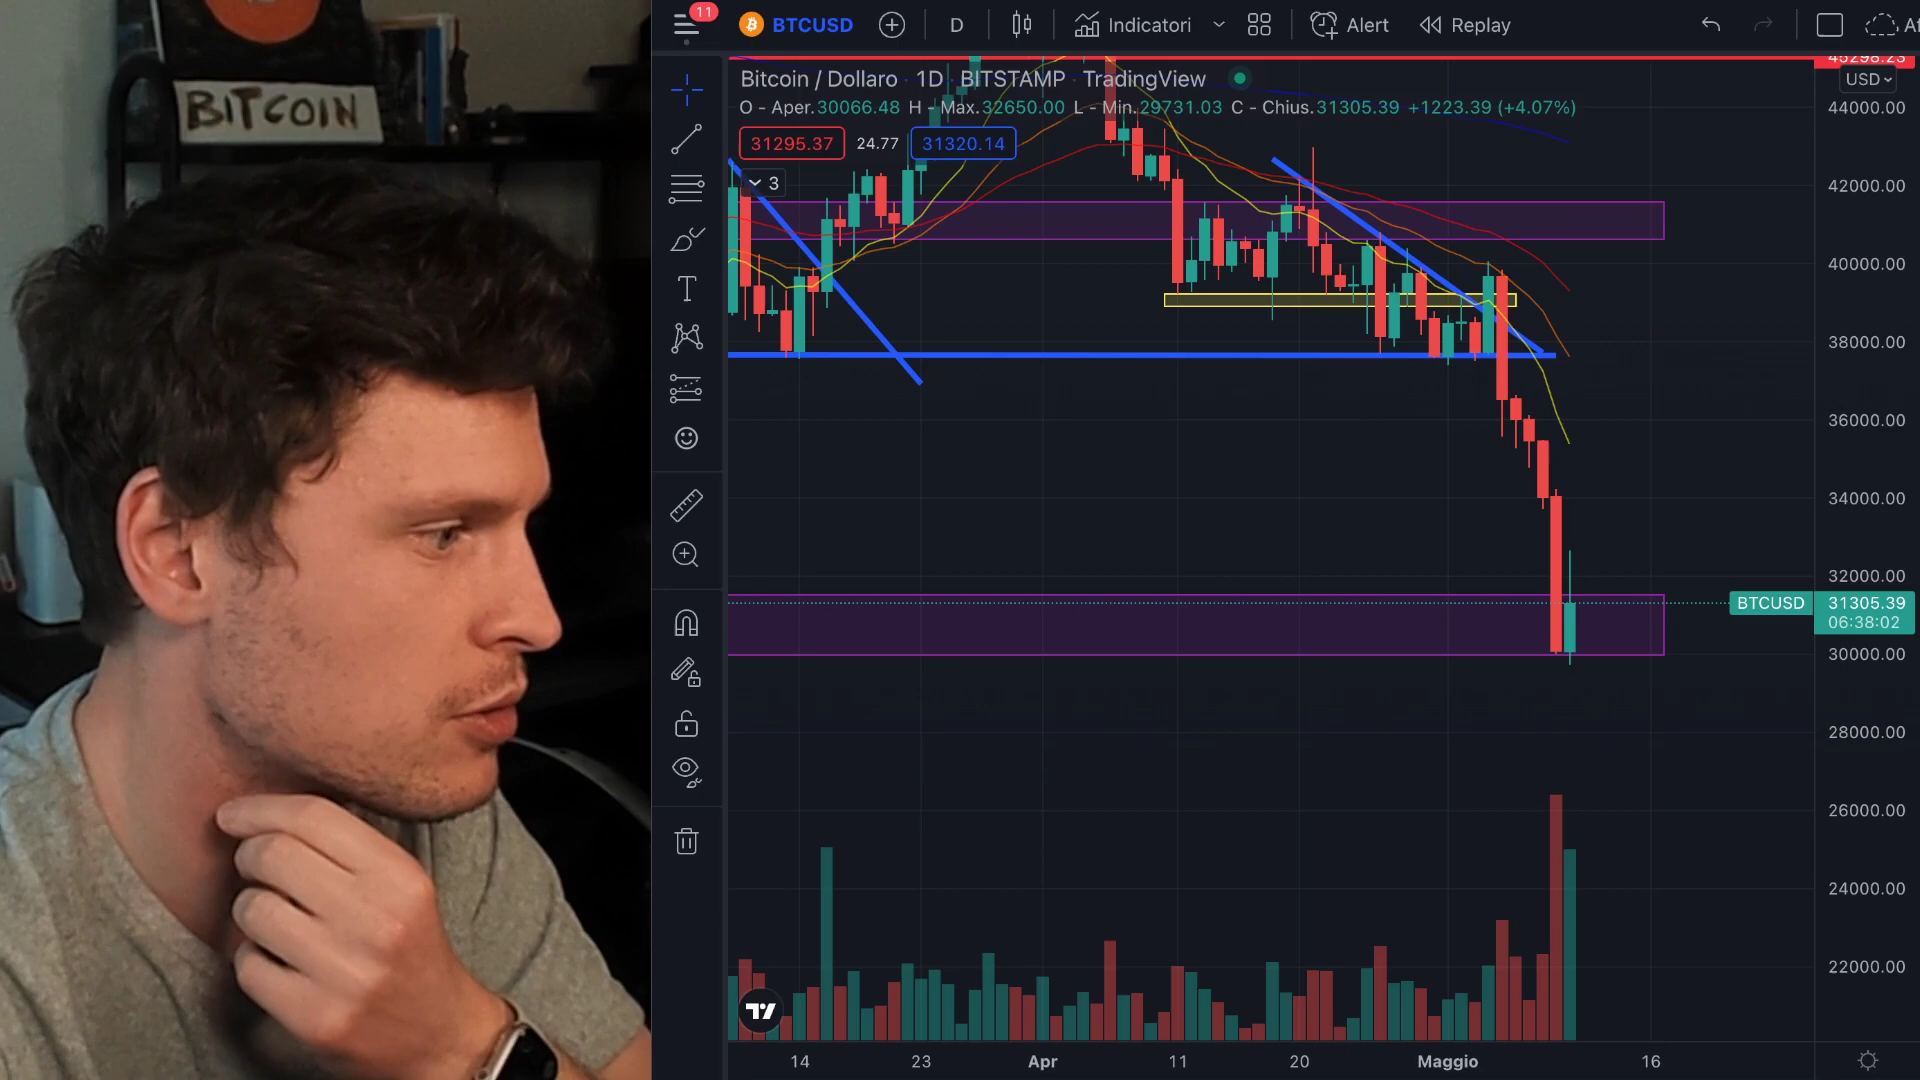 BITCOIN
11
BTCUSD
D
Indicatori
Alert
Replay
Bitcoin / Dollaro · 1D · BITSTAMP · TradingView
O - Aper.30066.48 H - Max.32650.00 L - Min.29731.03 C - Chius.31305.39 +1223.39 (+4.07%)
31295.37 24.77 31320.14
3
45298.23
USD
44000.00
42000.00
40000.00
38000.00
36000.00
34000.00
32000.00
BTCUSD 31305.39
06:38:02
30000.00
28000.00
26000.00
24000.00
22000.00
14 23 Apr 11 20 Maggio 16